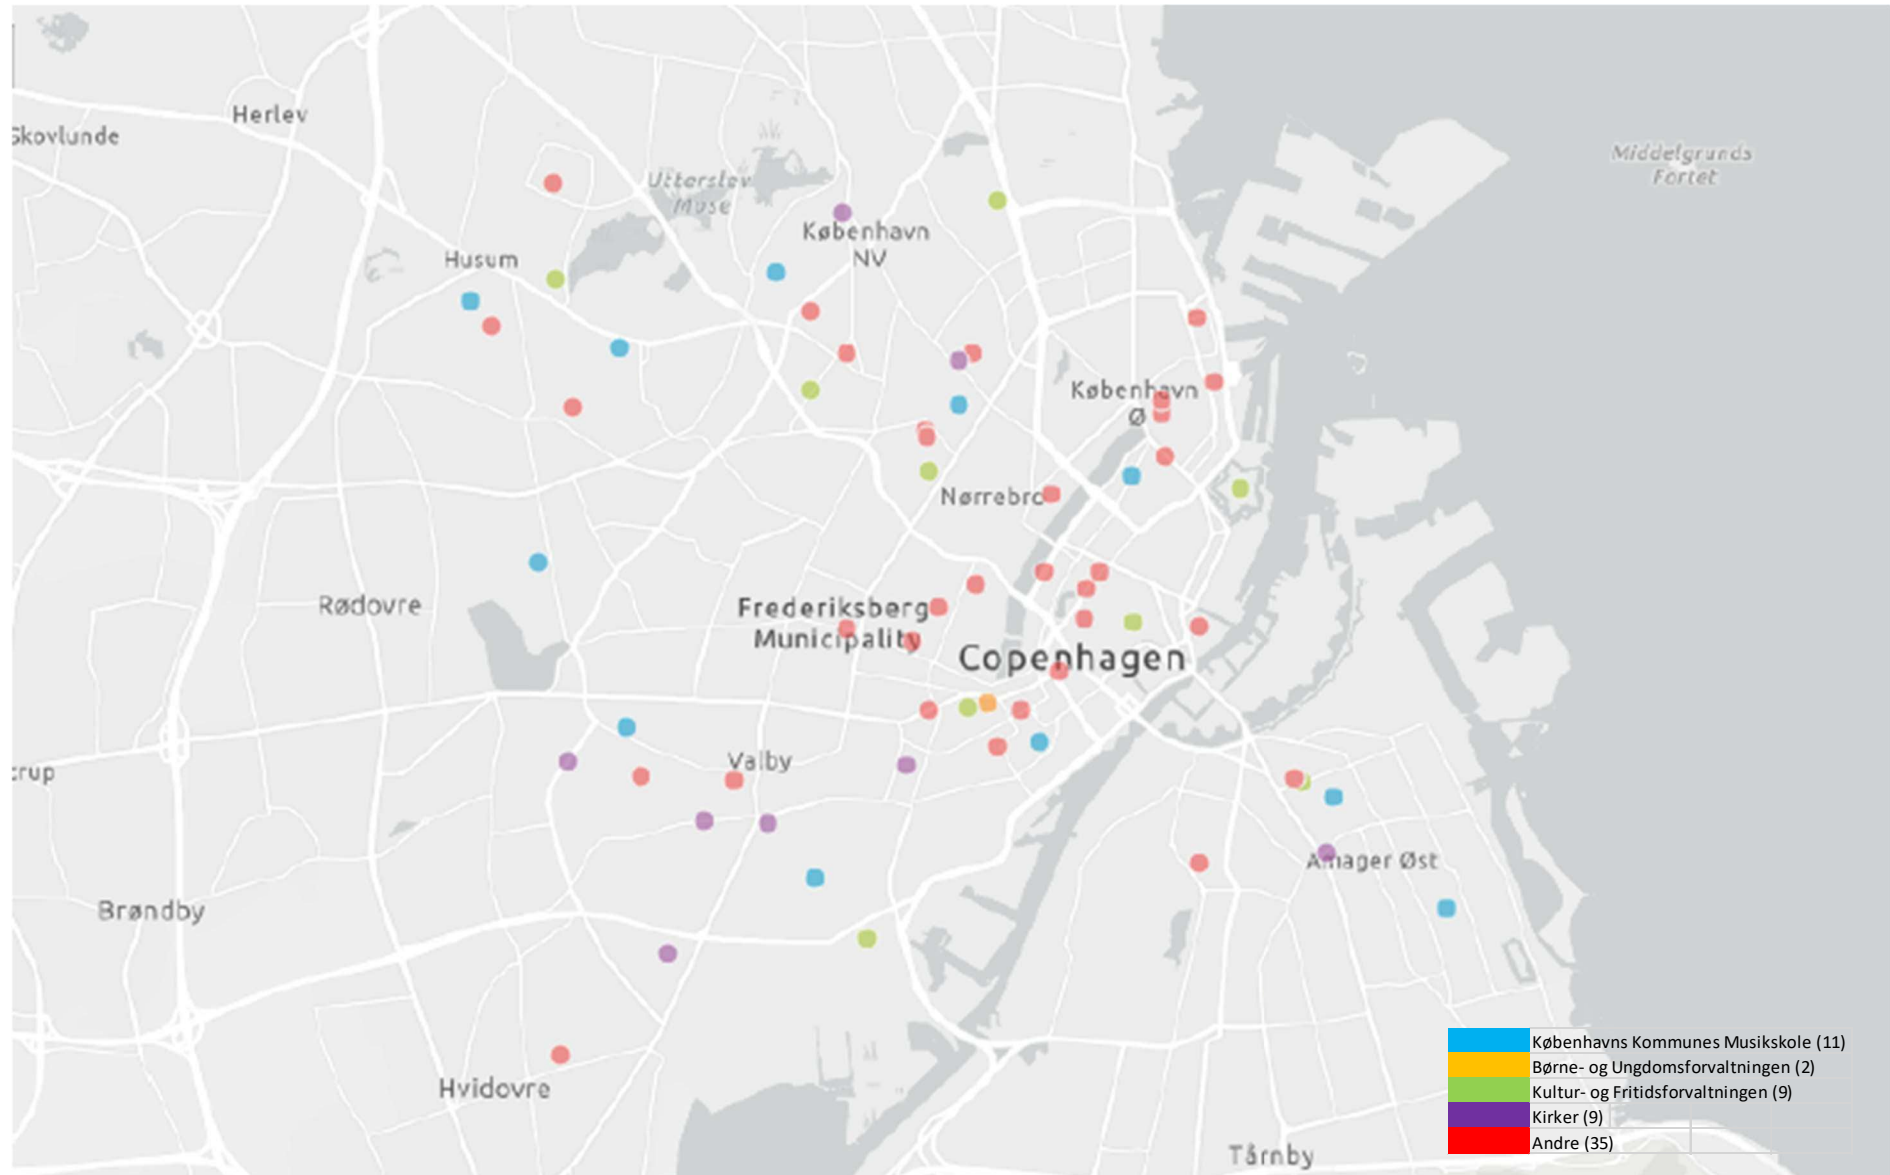 Herlev
Skovlunde
Middelgrunds
Fortet
Utterslev
Mose
København
NV
Husum
København
Ø
Nørrebro
Rødovre
Frederiksberg
Municipality
Copenhagen
Valby
trup
Amager Øst
Brøndby
Hvidovre
Københavns Kommunes Musikskole (11)
Børne- og Ungdomsforvaltningen (2)
Kultur- og Fritidsforvaltningen (9)
Kirker (9)
Andre (35)
Tårnby